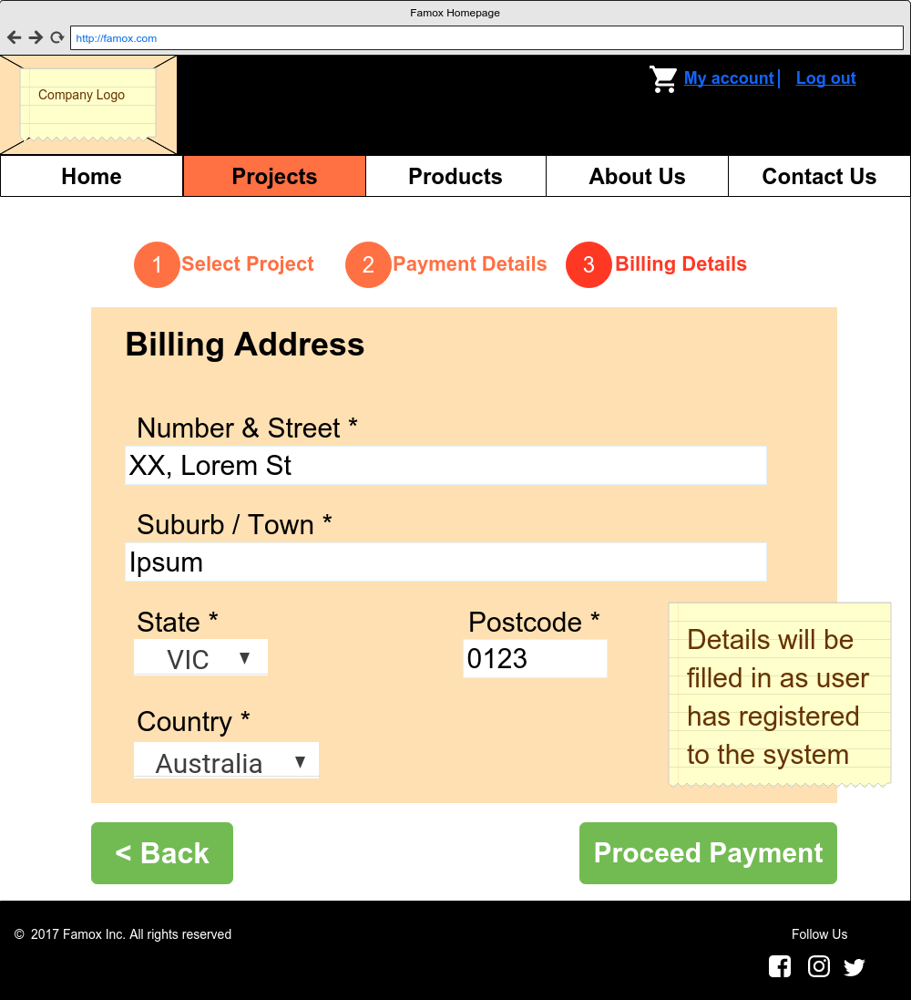 Famox Homepage
http://famox.com
Company Logo
My account
Log out
Home
Projects
Products
About Us
Contact Us
1 Select Project
2 Payment Details
3 Billing Details
Billing Address
Number & Street *
XX, Lorem St
Suburb / Town *
Ipsum
State *
VIC
Postcode *
0123
Country *
Australia
Details will be
filled in as user
has registered
to the system
< Back
Proceed Payment
© 2017 Famox Inc. All rights reserved
Follow Us